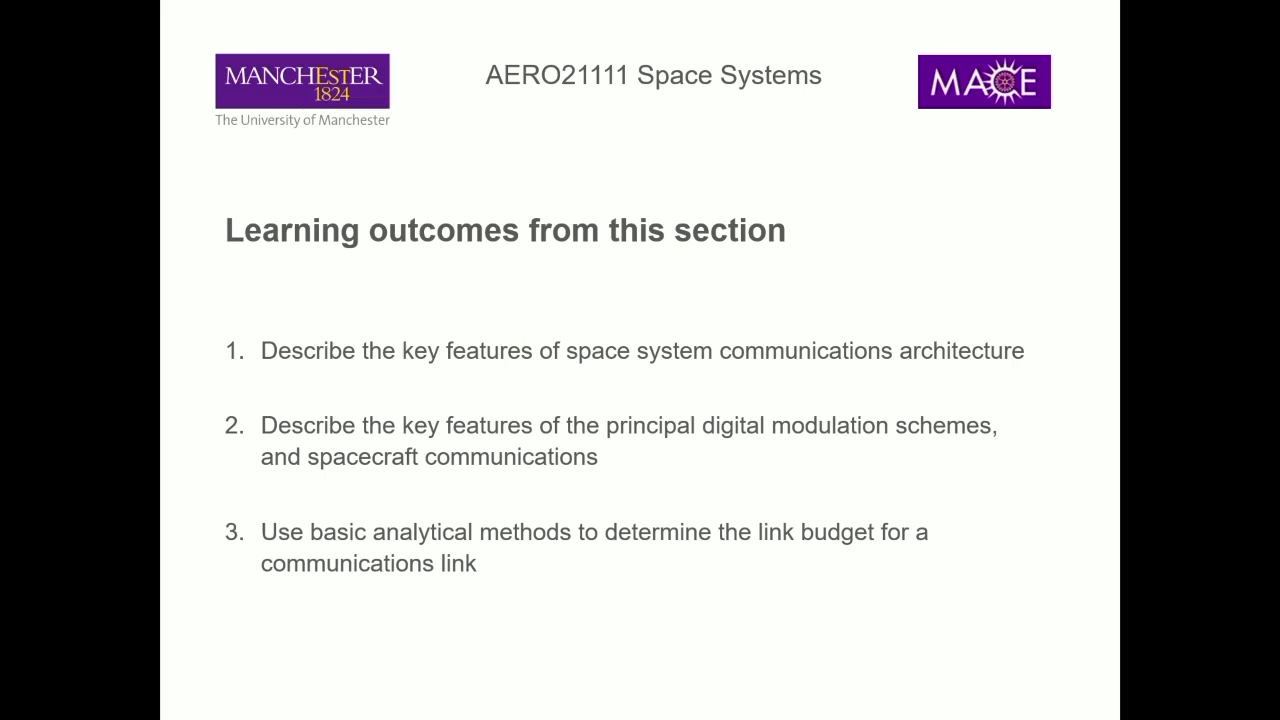 MANCHEstER
1824
The University of Manchester
AERO21111 Space Systems
MACE
Learning outcomes from this section
1. Describe the key features of space system communications architecture
2. Describe the key features of the principal digital modulation schemes,
and spacecraft communications
3. Use basic analytical methods to determine the link budget for a
communications link